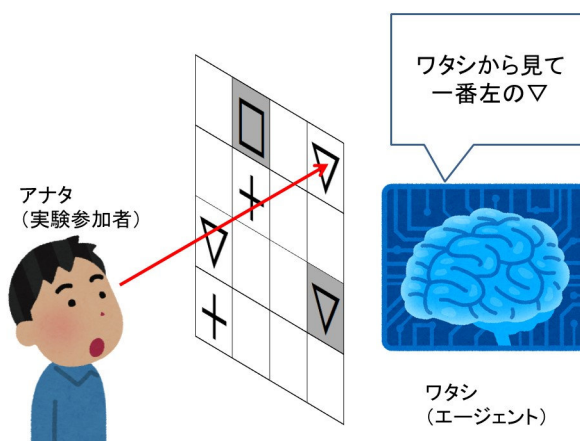 ワタシから見て
一番左の▽
アナタ
(実験参加者)
ワタシ
(エージェント)